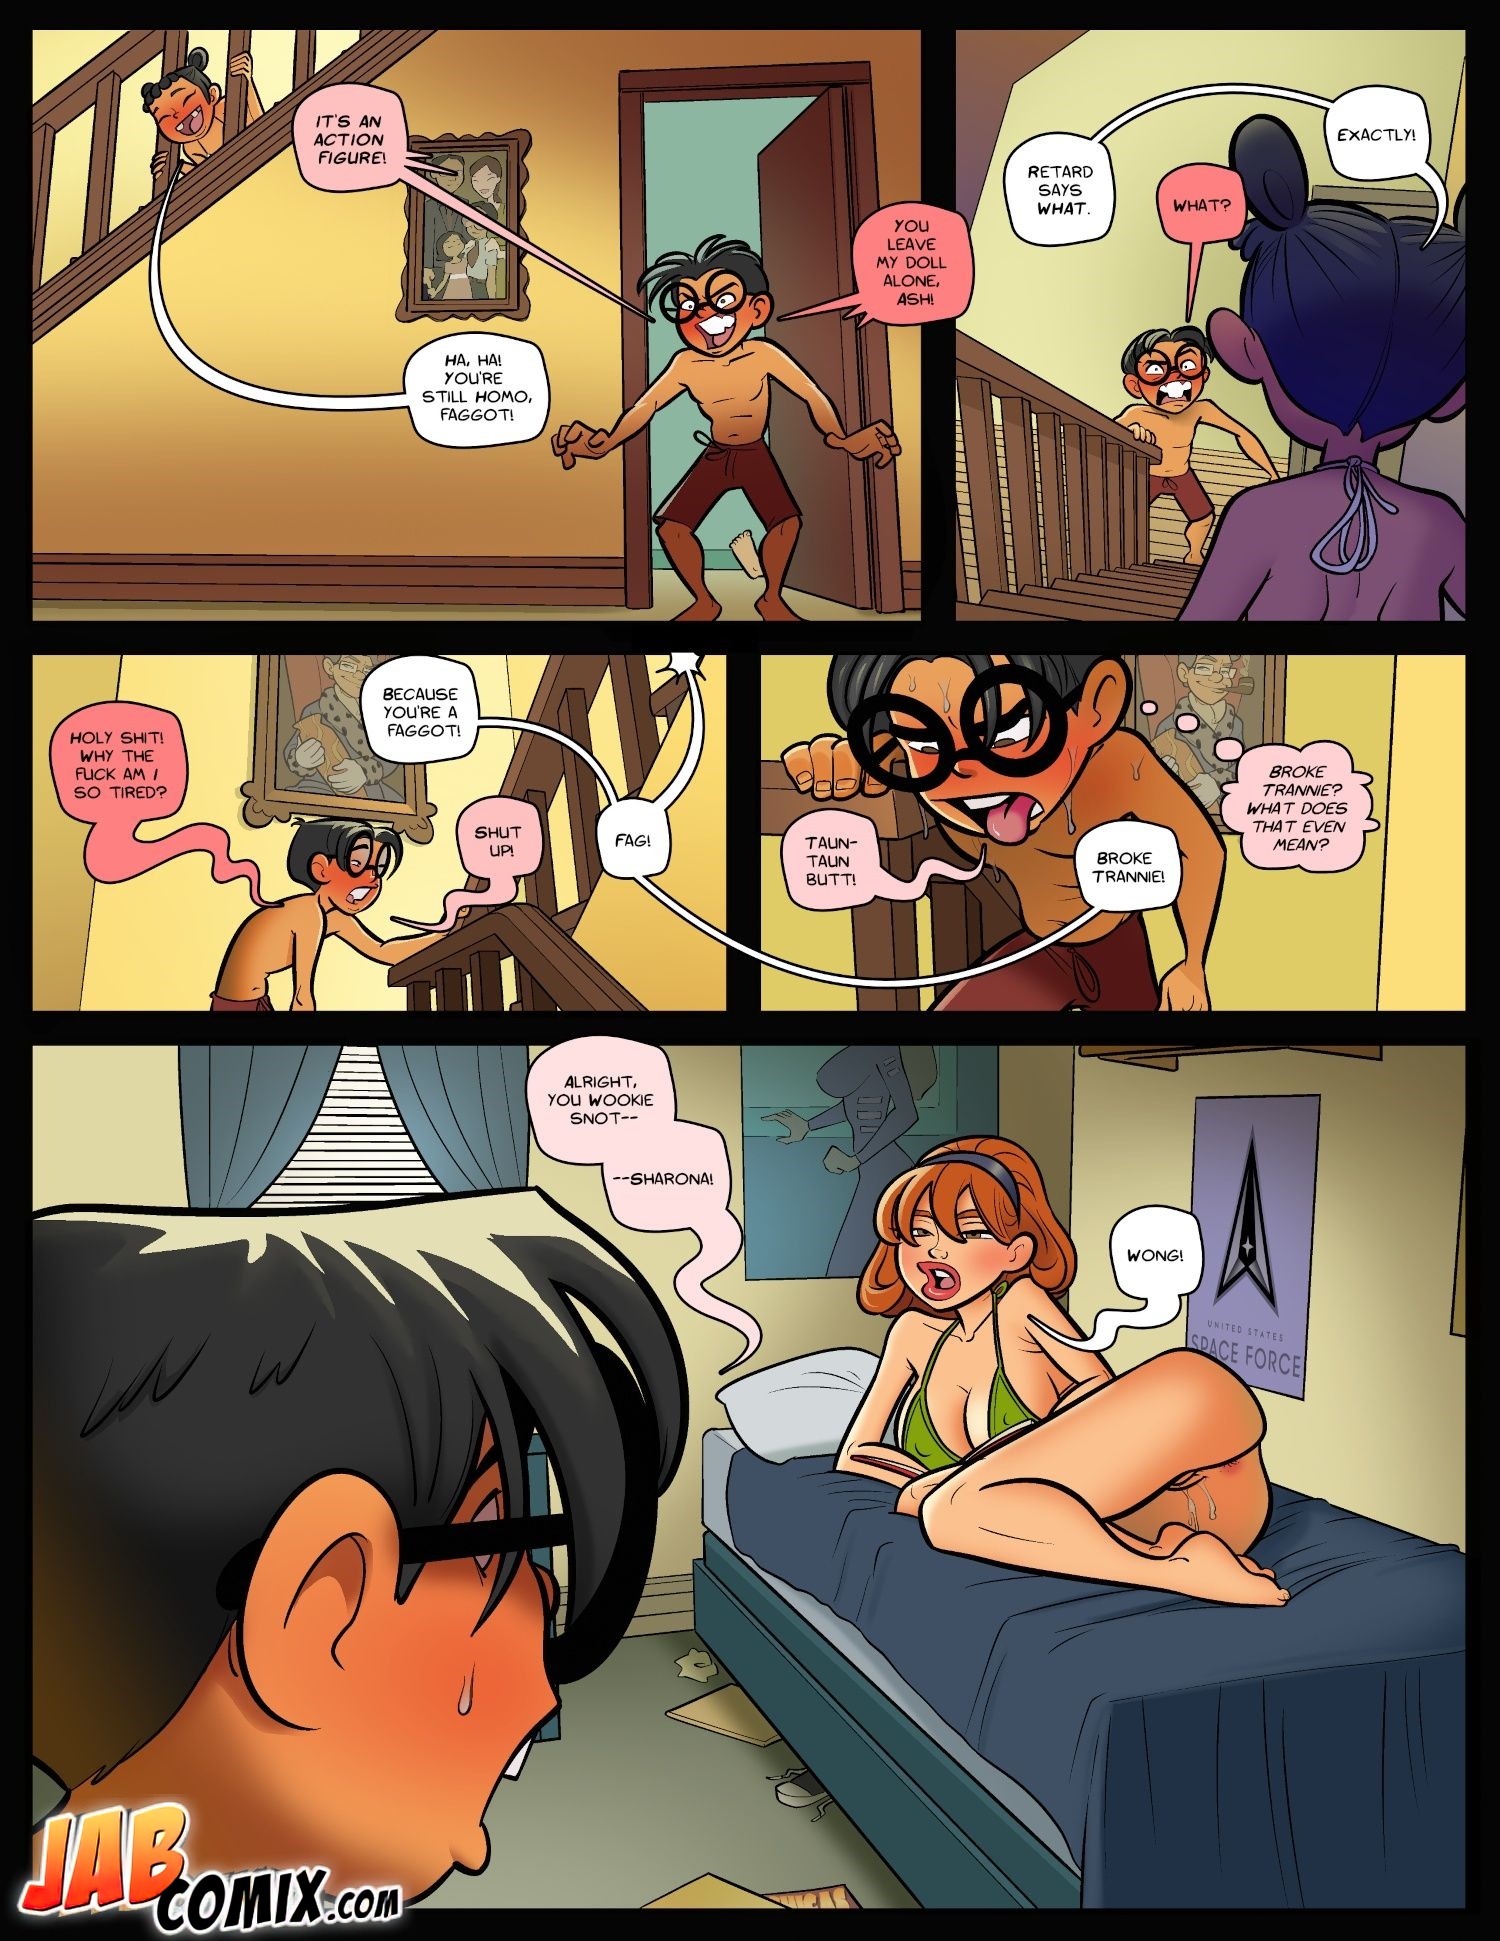 IT'S AN
ACTION
FIGURE!
YOU
LEAVE
MY DOLL
ALONE,
ASH!
HA, HA!
YOU'RE
STILL HOMO,
FAGGOT!
RETARD
SAYS
WHAT.
WHAT?
EXACTLY!
HOLY SHIT!
WHY THE
FUCK AM I
SO TIRED?
BECAUSE
YOU'RE A
FAGGOT!
SHUT
UP!
FAG!
TAUN-
TAUN
BUTT!
BROKE
TRANNIE!
BROKE
TRANNIE?
WHAT DOES
THAT EVEN
MEAN?
ALRIGHT,
YOU WOOKIE
SNOT--
--SHARONA!
WONG!
UNITED STATES
SPACE FORCE
JAB
COMIX.COM